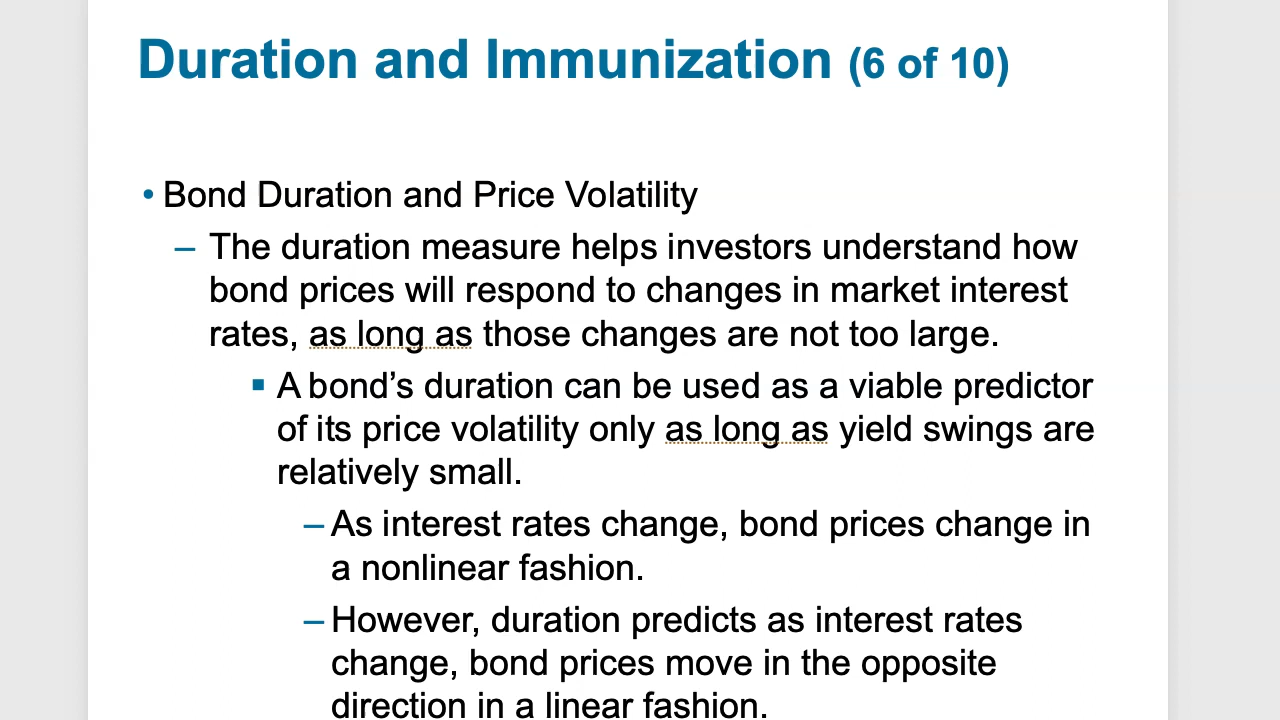 Duration and Immunization (6 of 10)
• Bond Duration and Price Volatility
– The duration measure helps investors understand how
bond prices will respond to changes in market interest
rates, as long as those changes are not too large.
▪ A bond’s duration can be used as a viable predictor
of its price volatility only as long as yield swings are
relatively small.
– As interest rates change, bond prices change in
a nonlinear fashion.
– However, duration predicts as interest rates
change, bond prices move in the opposite
direction in a linear fashion.